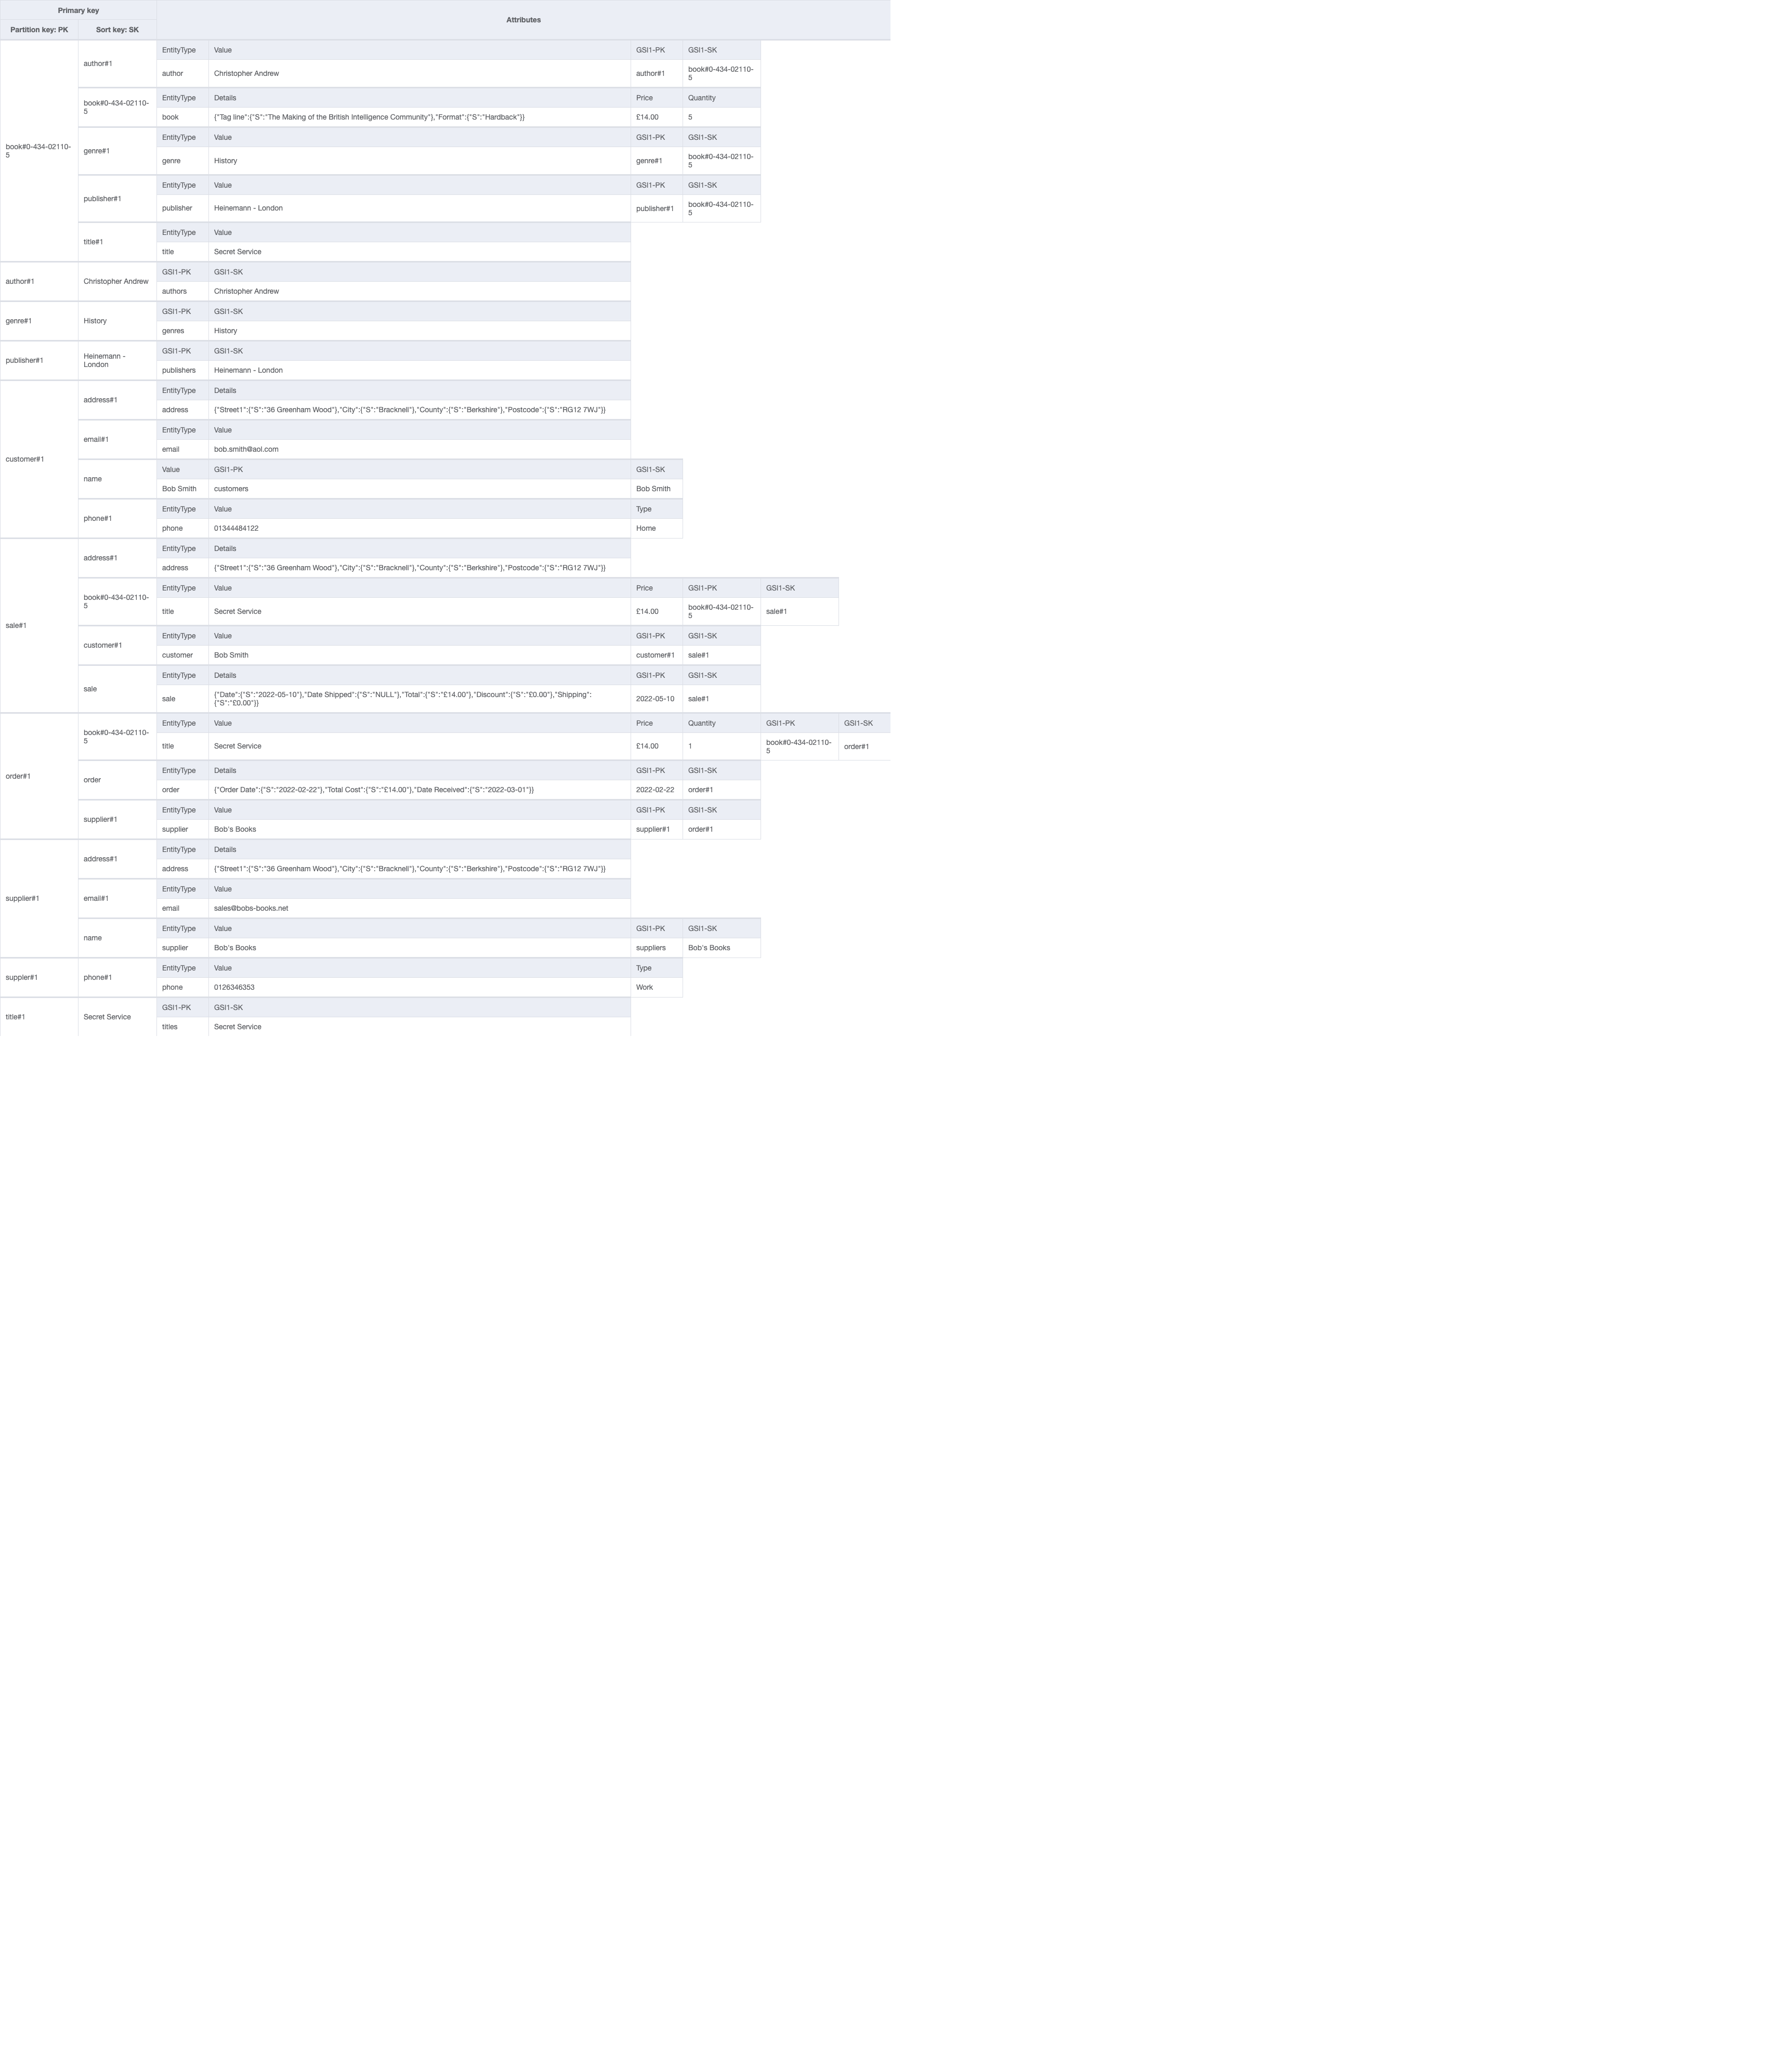 Primary key
Attributes
Partition key: PK Sort key: SK
book#0-434-02110-
5
author#1
EntityType Value GSI1-PK GSI1-SK
author Christopher Andrew author#1 book#0-434-02110-
5
book#0-434-02110-
5
EntityType Details Price Quantity
book {"Tag line":{"S":"The Making of the British Intelligence Community"},"Format":{"S":"Hardback"}} £14.00 5
genre#1
EntityType Value GSI1-PK GSI1-SK
genre History genre#1 book#0-434-02110-
5
publisher#1
EntityType Value GSI1-PK GSI1-SK
publisher Heinemann - London publisher#1 book#0-434-02110-
5
title#1
EntityType Value
title Secret Service
author#1 Christopher Andrew
GSI1-PK GSI1-SK
authors Christopher Andrew
genre#1 History
GSI1-PK GSI1-SK
genres History
publisher#1 Heinemann -
London
GSI1-PK GSI1-SK
publishers Heinemann - London
customer#1
address#1
EntityType Details
address {"Street1":{"S":"36 Greenham Wood"},"City":{"S":"Bracknell"},"County":{"S":"Berkshire"},"Postcode":{"S":"RG12 7WJ"}}
email#1
EntityType Value
email bob.smith@aol.com
name
Value GSI1-PK GSI1-SK
Bob Smith customers Bob Smith
phone#1
EntityType Value Type
phone 01344484122 Home
sale#1
address#1
EntityType Details
address {"Street1":{"S":"36 Greenham Wood"},"City":{"S":"Bracknell"},"County":{"S":"Berkshire"},"Postcode":{"S":"RG12 7WJ"}}
book#0-434-02110-
5
EntityType Value Price GSI1-PK GSI1-SK
title Secret Service £14.00 book#0-434-02110-
5 sale#1
customer#1
EntityType Value GSI1-PK GSI1-SK
customer Bob Smith customer#1 sale#1
sale
EntityType Details GSI1-PK GSI1-SK
sale {"Date":{"S":"2022-05-10"},"Date Shipped":{"S":"NULL"},"Total":{"S":"£14.00"},"Discount":{"S":"£0.00"},"Shipping":
{"S":"£0.00"}} 2022-05-10 sale#1
order#1
book#0-434-02110-
5
EntityType Value Price Quantity GSI1-PK GSI1-SK
title Secret Service £14.00 1 book#0-434-02110-
5 order#1
order
EntityType Details GSI1-PK GSI1-SK
order {"Order Date":{"S":"2022-02-22"},"Total Cost":{"S":"£14.00"},"Date Received":{"S":"2022-03-01"}} 2022-02-22 order#1
supplier#1
EntityType Value GSI1-PK GSI1-SK
supplier Bob's Books supplier#1 order#1
supplier#1
address#1
EntityType Details
address {"Street1":{"S":"36 Greenham Wood"},"City":{"S":"Bracknell"},"County":{"S":"Berkshire"},"Postcode":{"S":"RG12 7WJ"}}
email#1
EntityType Value
email sales@bobs-books.net
name
EntityType Value GSI1-PK GSI1-SK
supplier Bob's Books suppliers Bob's Books
suppler#1 phone#1
EntityType Value Type
phone 0126346353 Work
title#1 Secret Service
GSI1-PK GSI1-SK
titles Secret Service